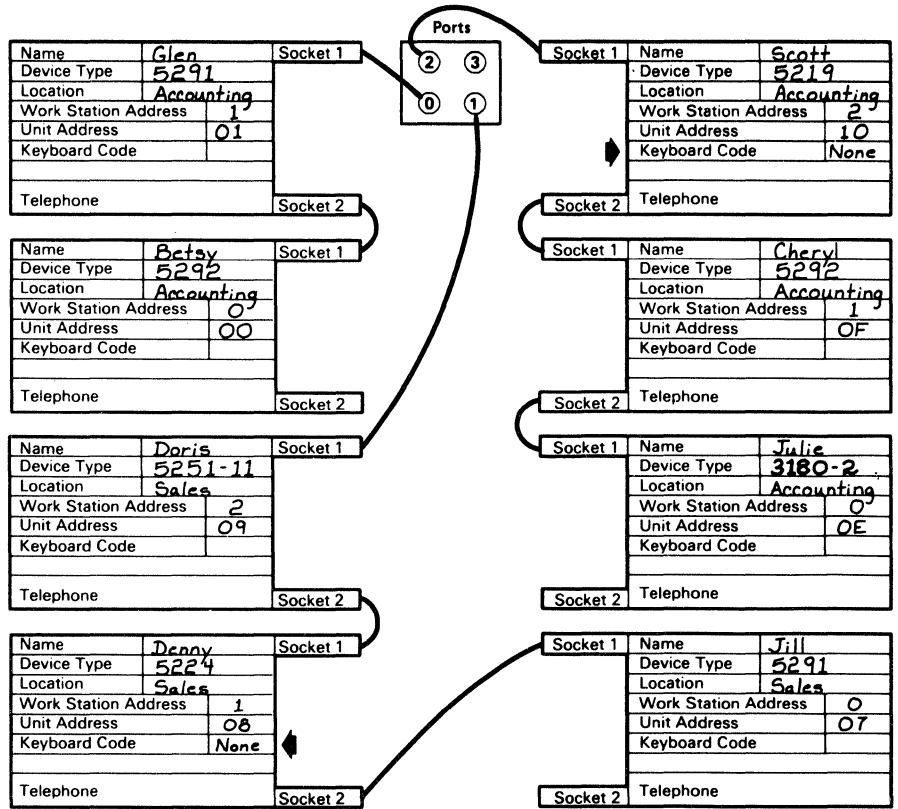 Ports
2 3
0 1
Name Glen Socket 1
Device Type 5291
Location Accounting
Work Station Address 1
Unit Address 01
Keyboard Code
Telephone Socket 2
Name Betsy Socket 1
Device Type 5292
Location Accounting
Work Station Address 0
Unit Address 00
Keyboard Code
Telephone Socket 2
Name Doris Socket 1
Device Type 5251-11
Location Sales
Work Station Address 2
Unit Address 09
Keyboard Code
Telephone Socket 2
Name Denny Socket 1
Device Type 5224
Location Sales
Work Station Address 1
Unit Address 08
Keyboard Code None
Telephone Socket 2
Socket 1 Name Scott
Device Type 5219
Location Accounting
Work Station Address 2
Unit Address 10
Keyboard Code None
Socket 2 Telephone
Socket 1 Name Cheryl
Device Type 5292
Location Accounting
Work Station Address 1
Unit Address 0F
Keyboard Code
Socket 2 Telephone
Socket 1 Name Julie
Device Type 3180-2
Location Accounting
Work Station Address 0
Unit Address 0E
Keyboard Code
Socket 2 Telephone
Socket 1 Name Jill
Device Type 5291
Location Sales
Work Station Address 0
Unit Address 07
Keyboard Code
Socket 2 Telephone